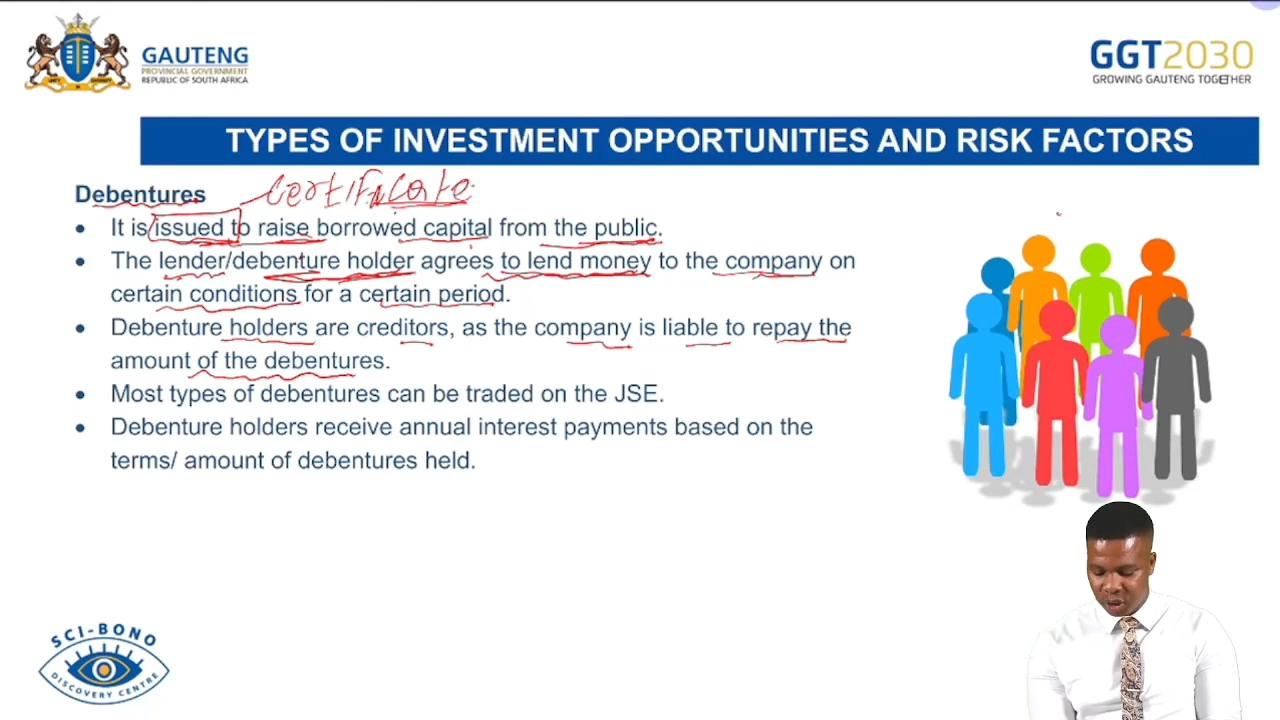 GAUTENG
PROVINCIAL GOVERNMENT
REPUBLIC OF SOUTH AFRICA
GGT2030
GROWING GAUTENG TOGETHER
TYPES OF INVESTMENT OPPORTUNITIES AND RISK FACTORS
Debentures certificate
• It is issued to raise borrowed capital from the public.
• The lender/debenture holder agrees to lend money to the company on
certain conditions for a certain period.
• Debenture holders are creditors, as the company is liable to repay the
amount of the debentures.
• Most types of debentures can be traded on the JSE.
• Debenture holders receive annual interest payments based on the
terms/ amount of debentures held.
SCI-BONO
DISCOVERY CENTRE